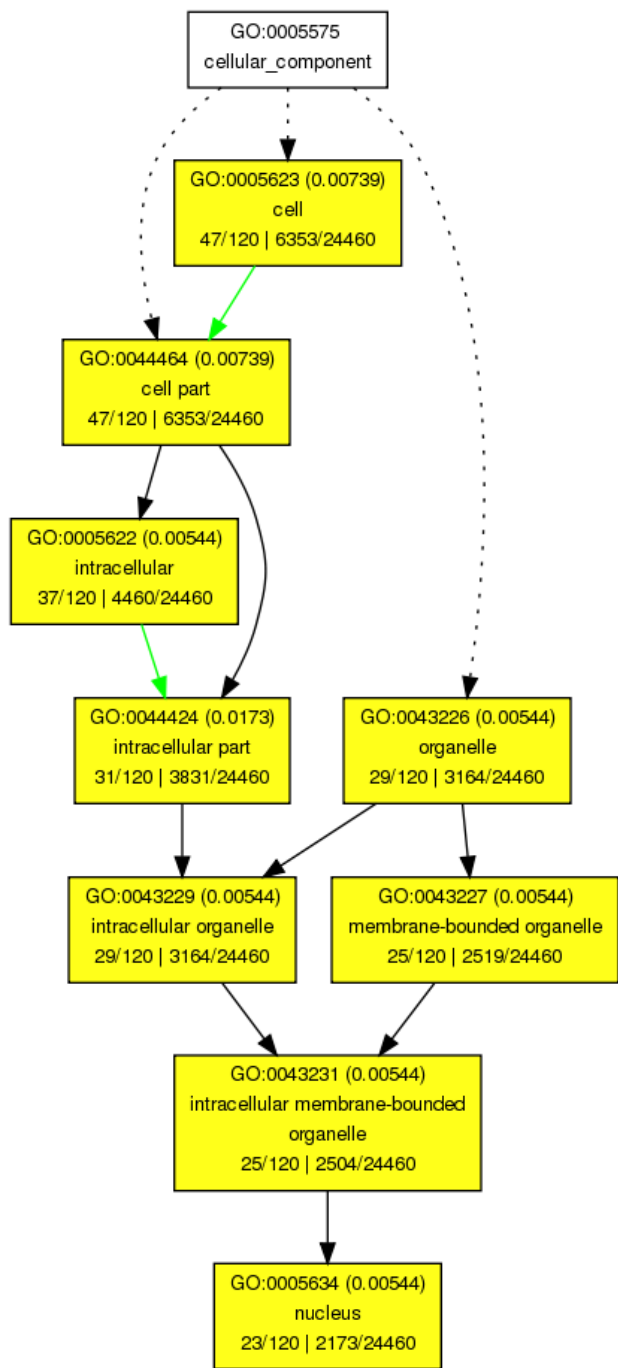 GO:0005575
cellular_component
GO:0005623 (0.00739)
cell
47/120 | 6353/24460
GO:0044464 (0.00739)
cell part
47/120 | 6353/24460
GO:0005622 (0.00544)
intracellular
37/120 | 4460/24460
GO:0044424 (0.0173)
intracellular part
31/120 | 3831/24460
GO:0043226 (0.00544)
organelle
29/120 | 3164/24460
GO:0043229 (0.00544)
intracellular organelle
29/120 | 3164/24460
GO:0043227 (0.00544)
membrane-bounded organelle
25/120 | 2519/24460
GO:0043231 (0.00544)
intracellular membrane-bounded
organelle
25/120 | 2504/24460
GO:0005634 (0.00544)
nucleus
23/120 | 2173/24460